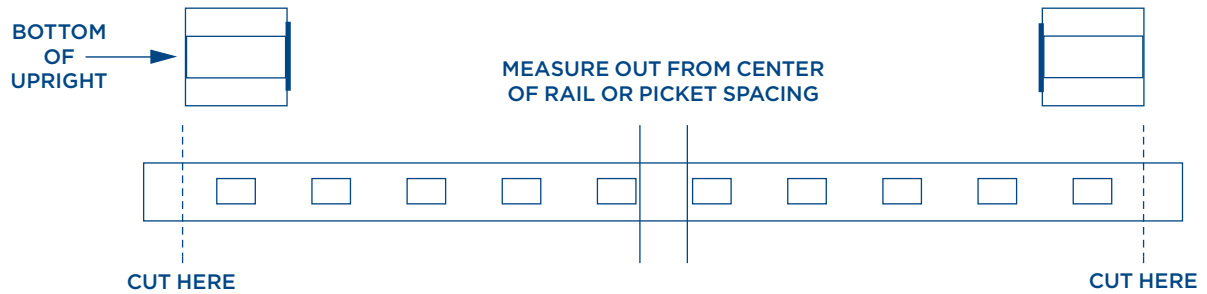 BOTTOM
OF
UPRIGHT
MEASURE OUT FROM CENTER
OF RAIL OR PICKET SPACING
CUT HERE
CUT HERE